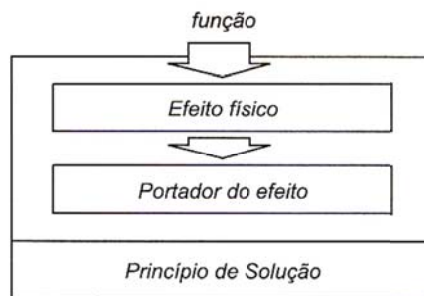 função
Efeito físico
Portador do efeito
Princípio de Solução